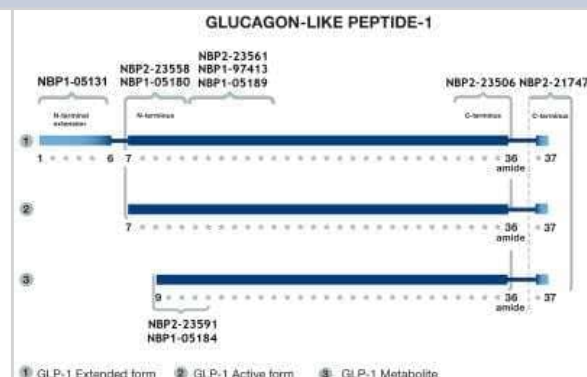 GLUCAGON-LIKE PEPTIDE-1
NBP2-23561
NBP1-05131 NBP2-23558 NBP1-97413 NBP2-23506 NBP2-21747
NBP1-05180 NBP1-05189
N-terminal extension N-terminus C-terminus C-terminus
1
1 6 7 36 37
amide
2
7 36 37
amide
3
9 36 37
amide
NBP2-23591
NBP1-05184
1 GLP-1 Extended form 2 GLP-1 Active form 3 GLP-1 Metabolite